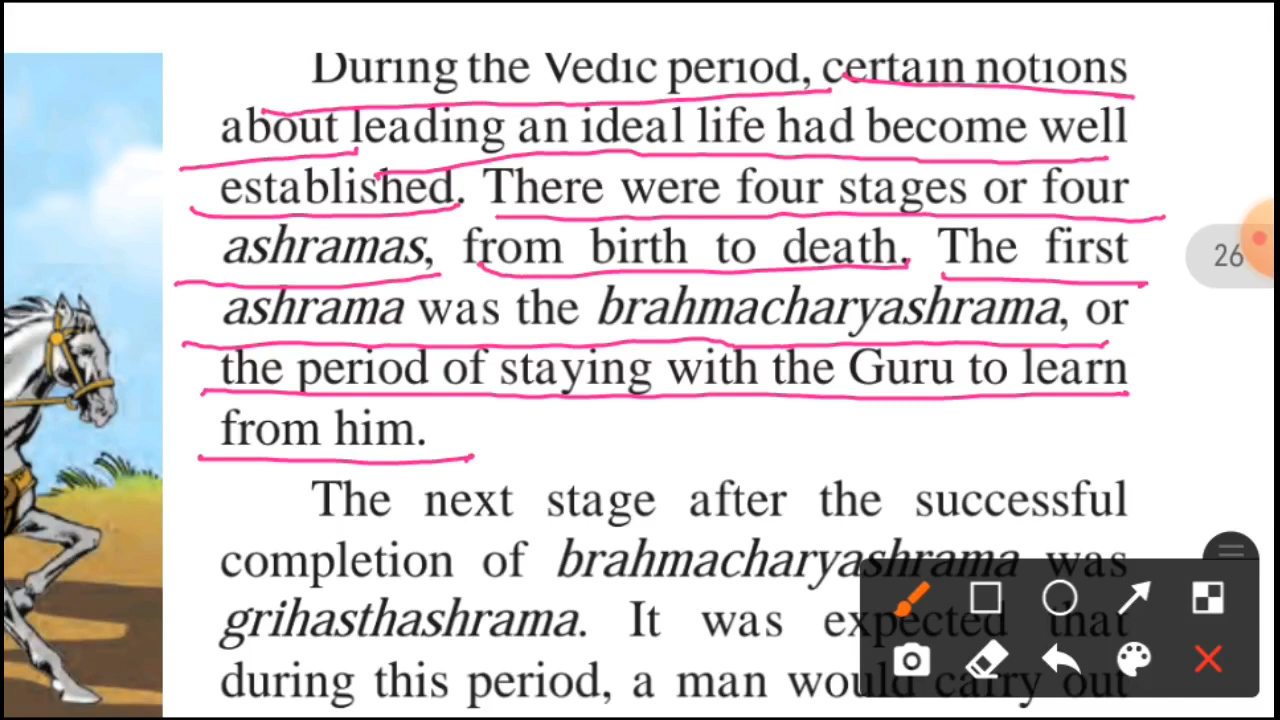 During the Vedic period, certain notions
about leading an ideal life had become well
established. There were four stages or four
ashramas, from birth to death. The first
ashrama was the brahmacharyashrama, or
the period of staying with the Guru to learn
from him.
26
The next stage after the successful
completion of brahmacharyashrama was
grihasthashrama. It was expected that
during this period, a man would carry out